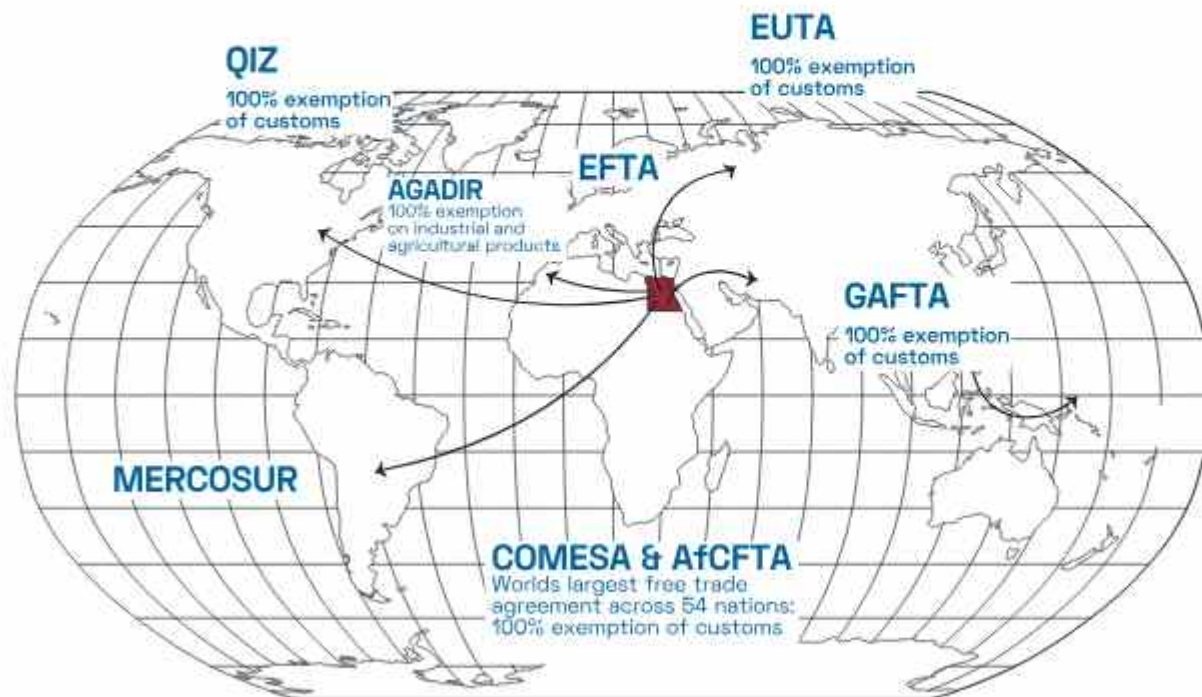 QIZ
100% exemption
of customs
EUTA
100% exemption
of customs
EFTA
AGADIR
100% exemption
on industrial and
agricultural products
GAFTA
100% exemption
of customs
MERCOSUR
COMESA & AfCFTA
Worlds largest free trade
agreement across 54 nations:
100% exemption of customs